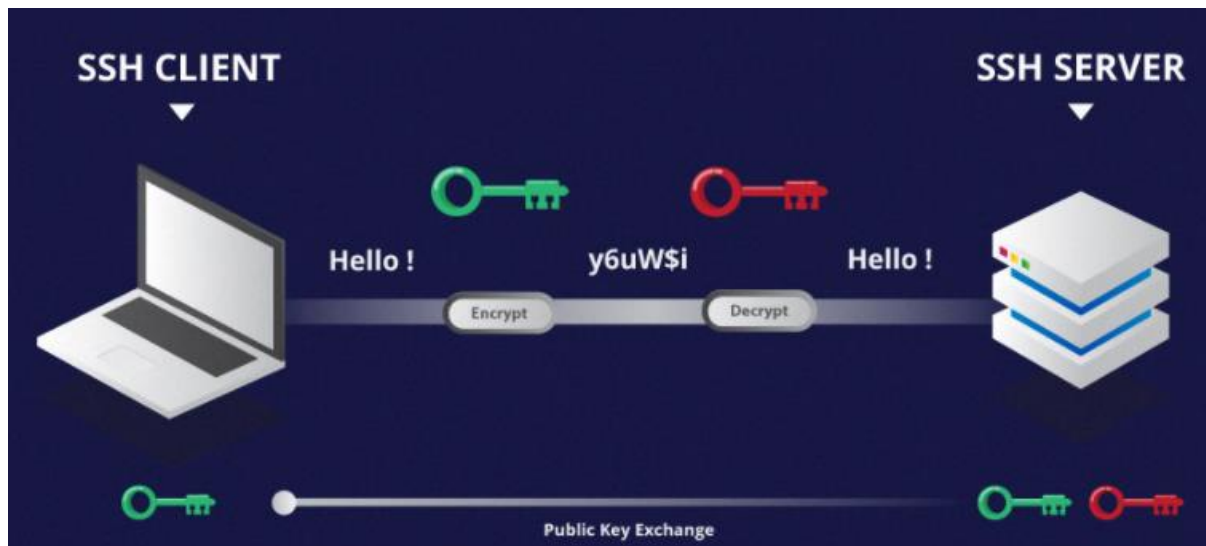 SSH CLIENT
SSH SERVER
Hello !
y6uW$i
Hello !
Encrypt
Decrypt
Public Key Exchange